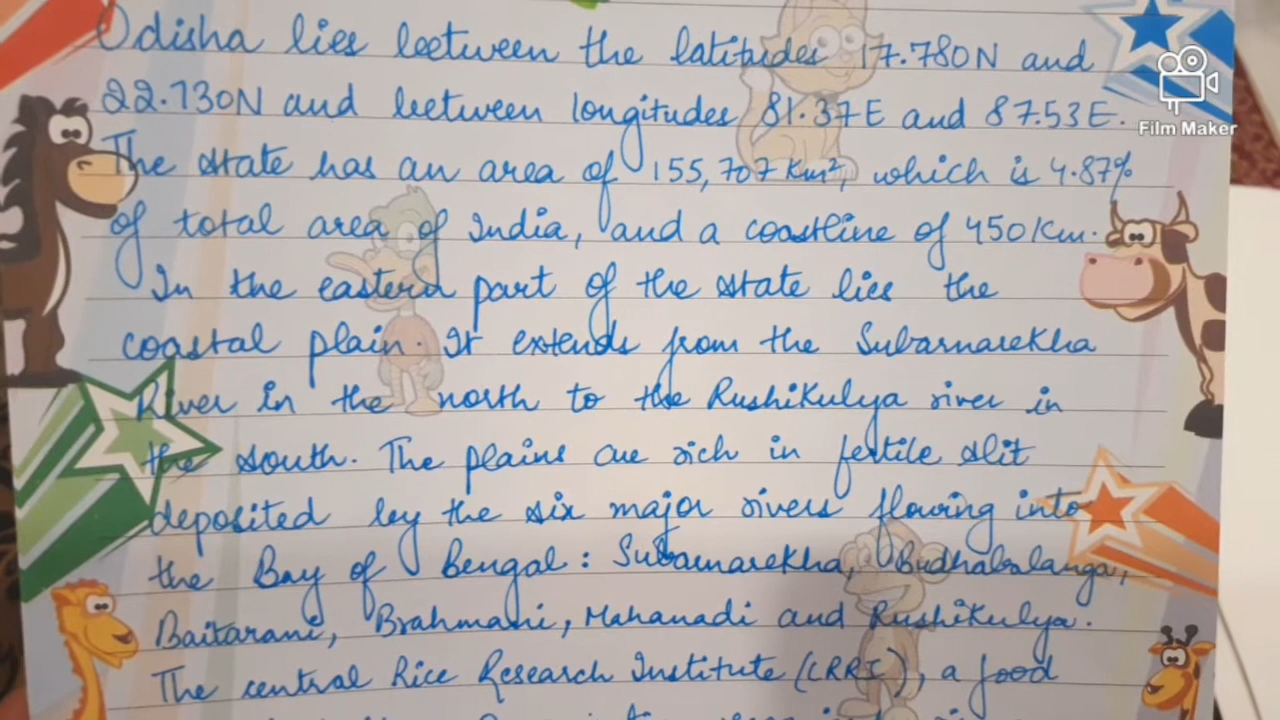 Odisha lies between the latitudes 17.780N and
22.730N and between longitudes 81.37E and 87.53E.
The state has an area of 155,707 Km², which is 4.87%
of total area of India, and a coastline of 450 Km.
In the eastern part of the state lies the
coastal plain. It extends from the Subarnarekha
River in the north to the Rushikulya river in
the south. The plains are rich in fertile slit
deposited by the six major rivers flowing into
the Bay of Bengal: Subarnarekha, Budhabalanga,
Baitarani, Brahmani, Mahanadi and Rushikulya.
The central Rice Research Institute (CRRI), a food
Film Maker